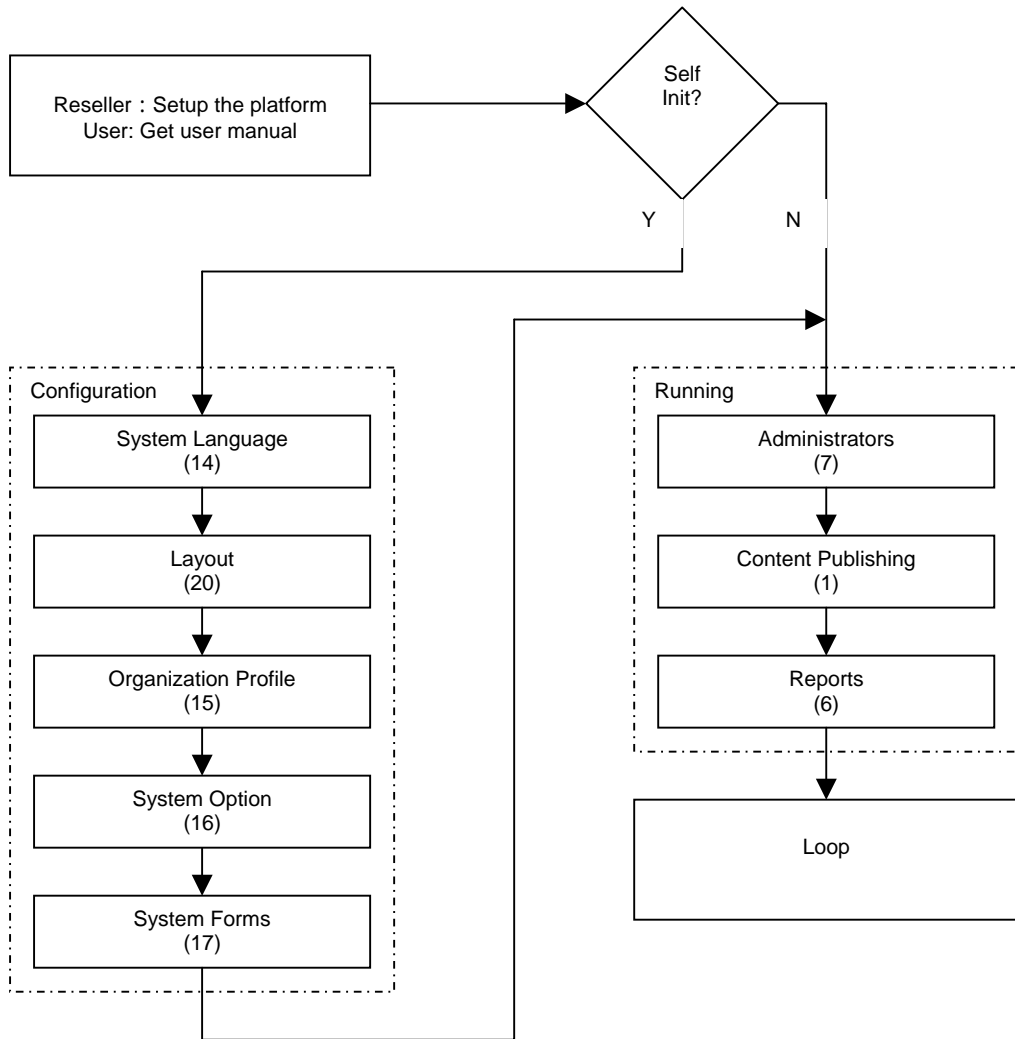 Reseller：Setup the platform
User: Get user manual
Self
Init?
Y
N
Configuration
System Language
(14)
Layout
(20)
Organization Profile
(15)
System Option
(16)
System Forms
(17)
Running
Administrators
(7)
Content Publishing
(1)
Reports
(6)
Loop